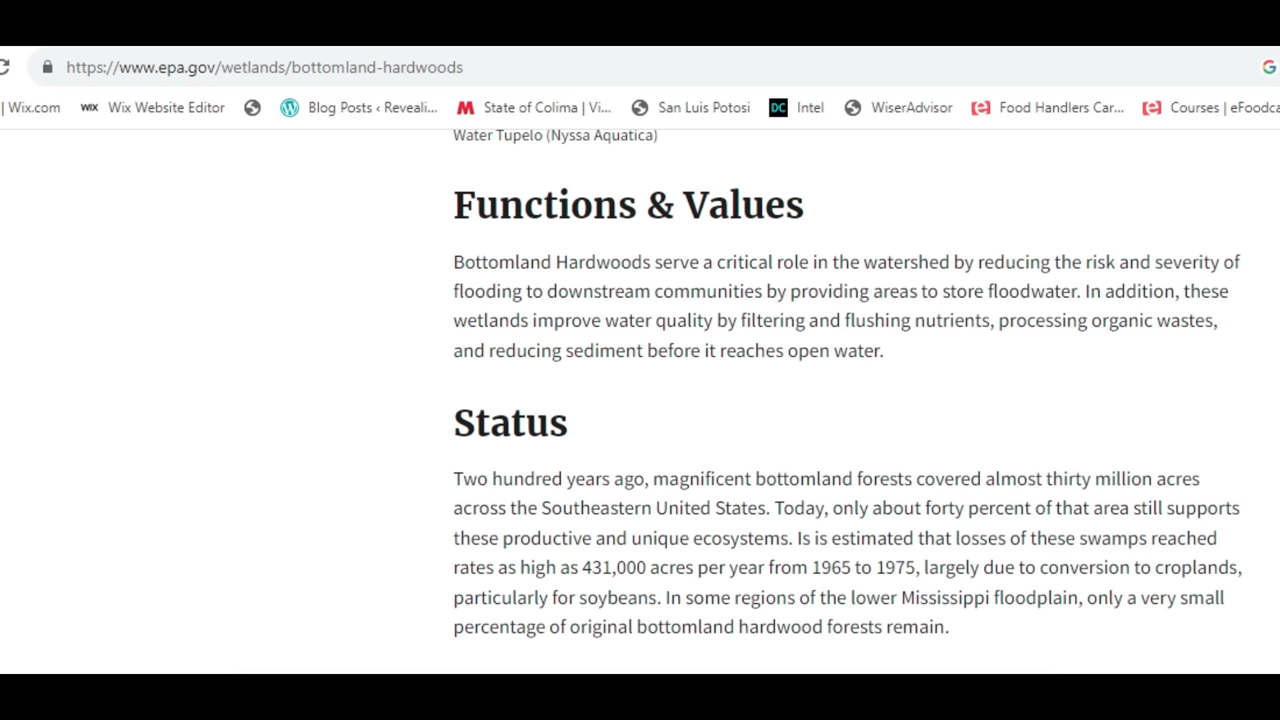 https://www.epa.gov/wetlands/bottomland-hardwoods
| Wix.com WIX Wix Website Editor Blog Posts ‹ Reveali... State of Colima | Vi... San Luis Potosi DC Intel WiserAdvisor Food Handlers Car... Courses | eFoodca
Water Tupelo (Nyssa Aquatica)
Functions & Values
Bottomland Hardwoods serve a critical role in the watershed by reducing the risk and severity of
flooding to downstream communities by providing areas to store floodwater. In addition, these
wetlands improve water quality by filtering and flushing nutrients, processing organic wastes,
and reducing sediment before it reaches open water.
Status
Two hundred years ago, magnificent bottomland forests covered almost thirty million acres
across the Southeastern United States. Today, only about forty percent of that area still supports
these productive and unique ecosystems. Is is estimated that losses of these swamps reached
rates as high as 431,000 acres per year from 1965 to 1975, largely due to conversion to croplands,
particularly for soybeans. In some regions of the lower Mississippi floodplain, only a very small
percentage of original bottomland hardwood forests remain.